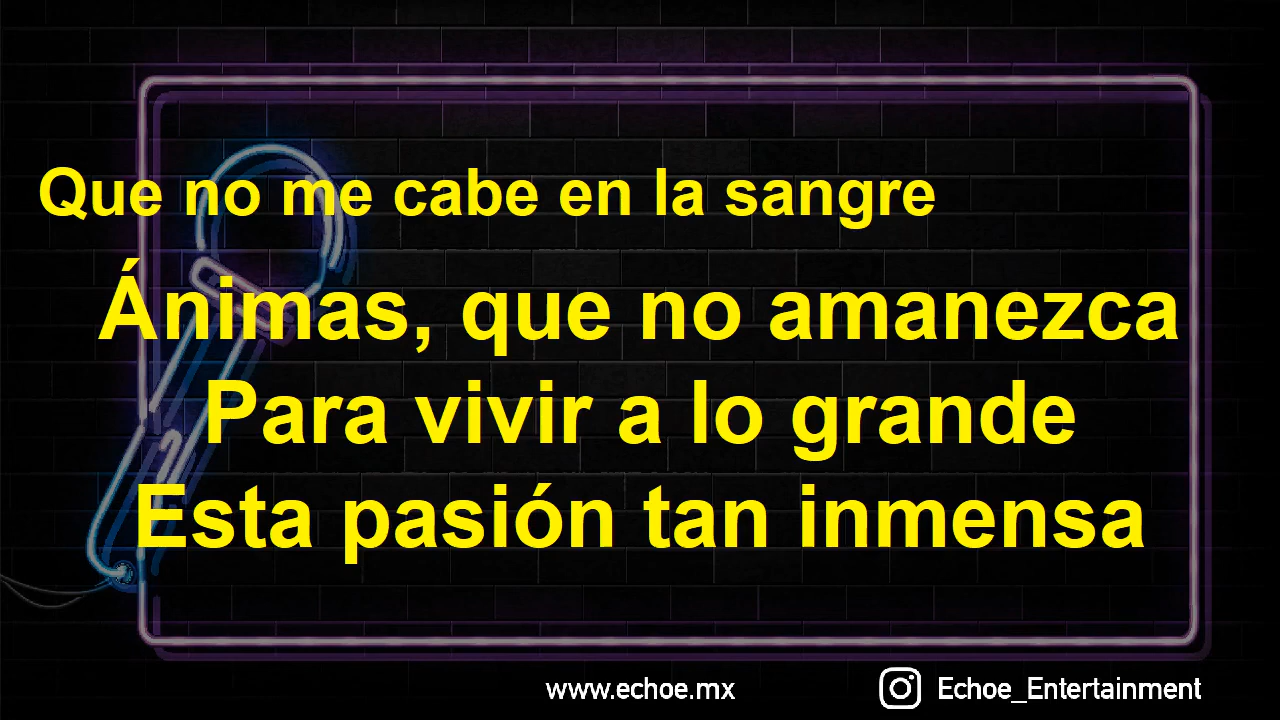 Que no me cabe en la sangre
Ánimas, que no amanezca
Para vivir a lo grande
Esta pasión tan inmensa
www.echoe.mx
Echoe_Entertainment